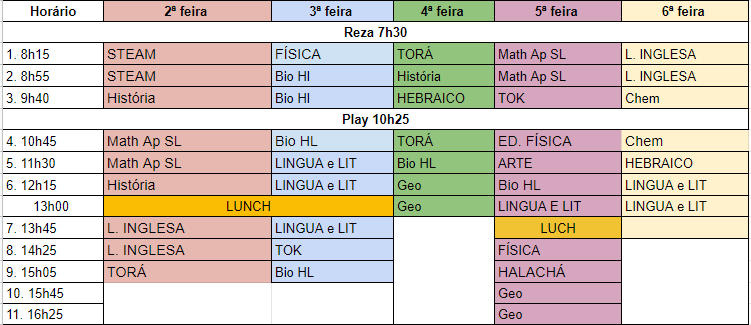 Horário 2ª feira 3ª feira 4ª feira 5ª feira 6ª feira
Reza 7h30
1. 8h15 STEAM FÍSICA TORÁ Math Ap SL L. INGLESA
2. 8h55 STEAM Bio HI História Math Ap SL L. INGLESA
3. 9h40 História Bio HI HEBRAICO TOK Chem
Play 10h25
4. 10h45 Math Ap SL Bio HL TORÁ ED. FÍSICA Chem
5. 11h30 Math Ap SL LINGUA e LIT Bio HL ARTE HEBRAICO
6. 12h15 História LINGUA e LIT Geo Bio HL LINGUA e LIT
13h00 LUNCH Geo LINGUA E LIT LINGUA e LIT
7. 13h45 L. INGLESA LINGUA e LIT LUCH
8. 14h25 L. INGLESA TOK FÍSICA
9. 15h05 TORÁ Bio HL HALACHÁ
10. 15h45 Geo
11. 16h25 Geo